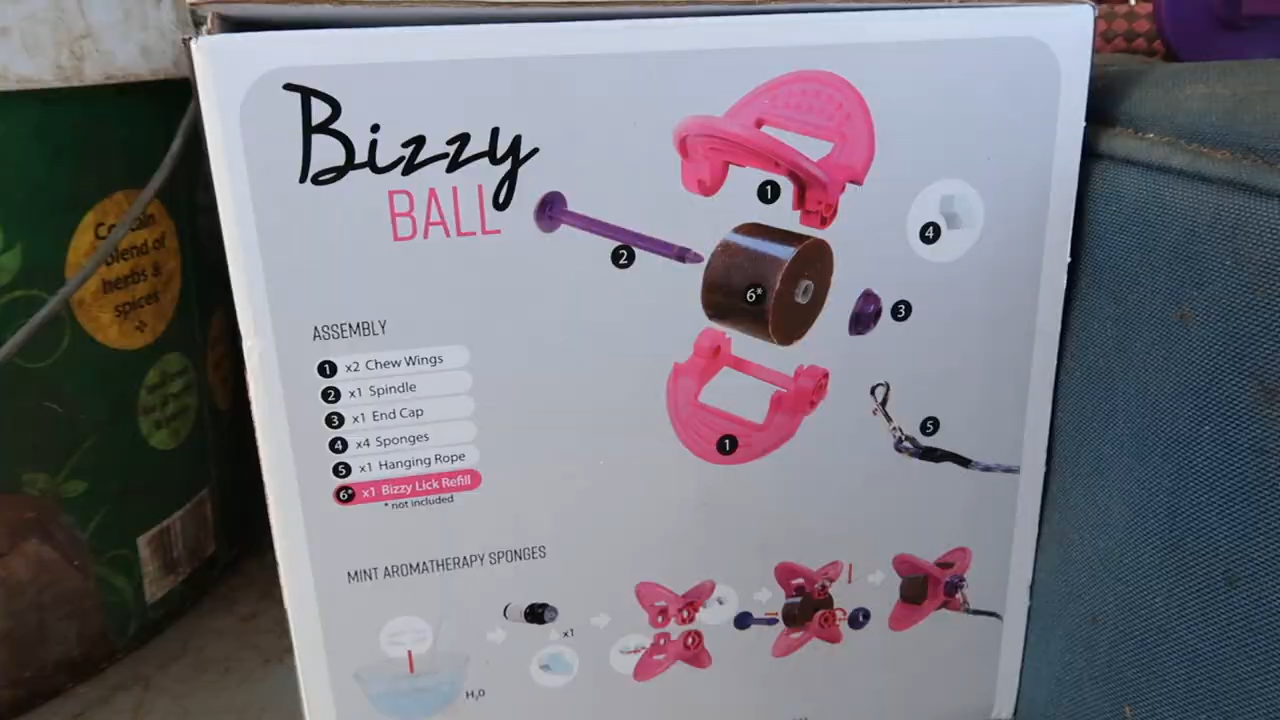 Bizzy
BALL
ASSEMBLY
1 x2 Chew Wings
2 x1 Spindle
3 x1 End Cap
4 x4 Sponges
5 x1 Hanging Rope
6* x1 Bizzy Lick Refill
* not included
1
2
6*
4
3
5
1
MINT AROMATHERAPY SPONGES
x1
H₂O
blend of
herbs &
spices